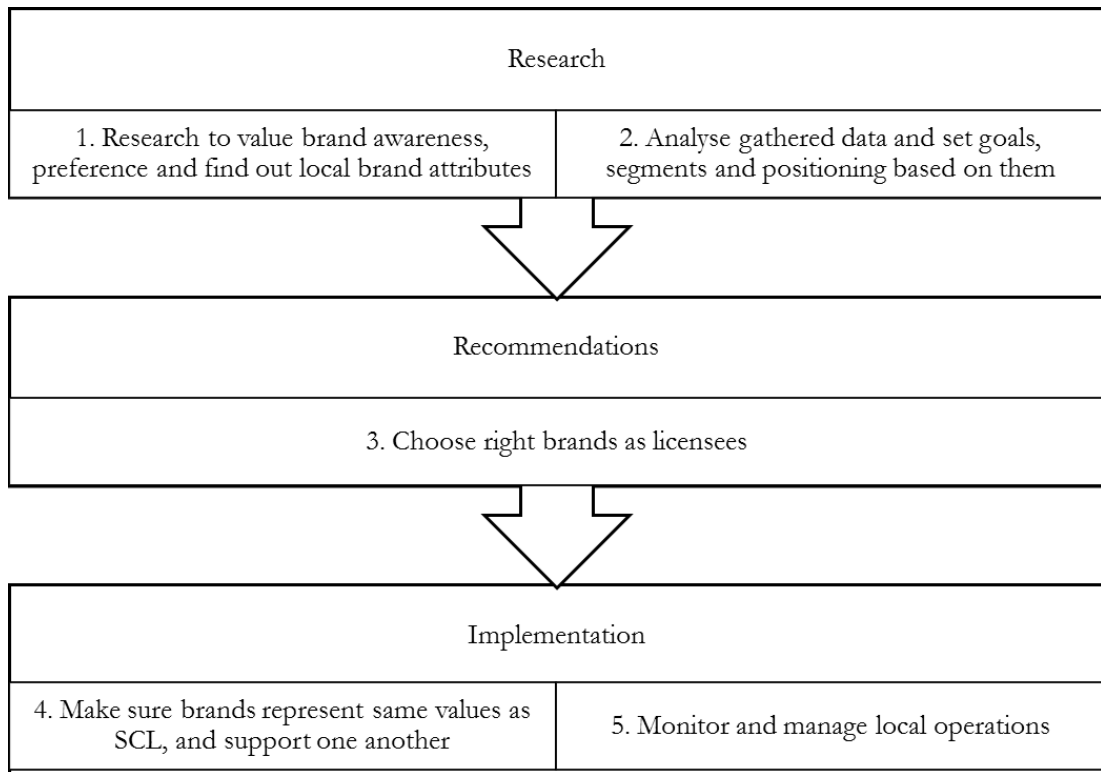 Research
1. Research to value brand awareness,
preference and find out local brand attributes
2. Analyse gathered data and set goals,
segments and positioning based on them
Recommendations
3. Choose right brands as licensees
Implementation
4. Make sure brands represent same values as
SCL, and support one another
5. Monitor and manage local operations